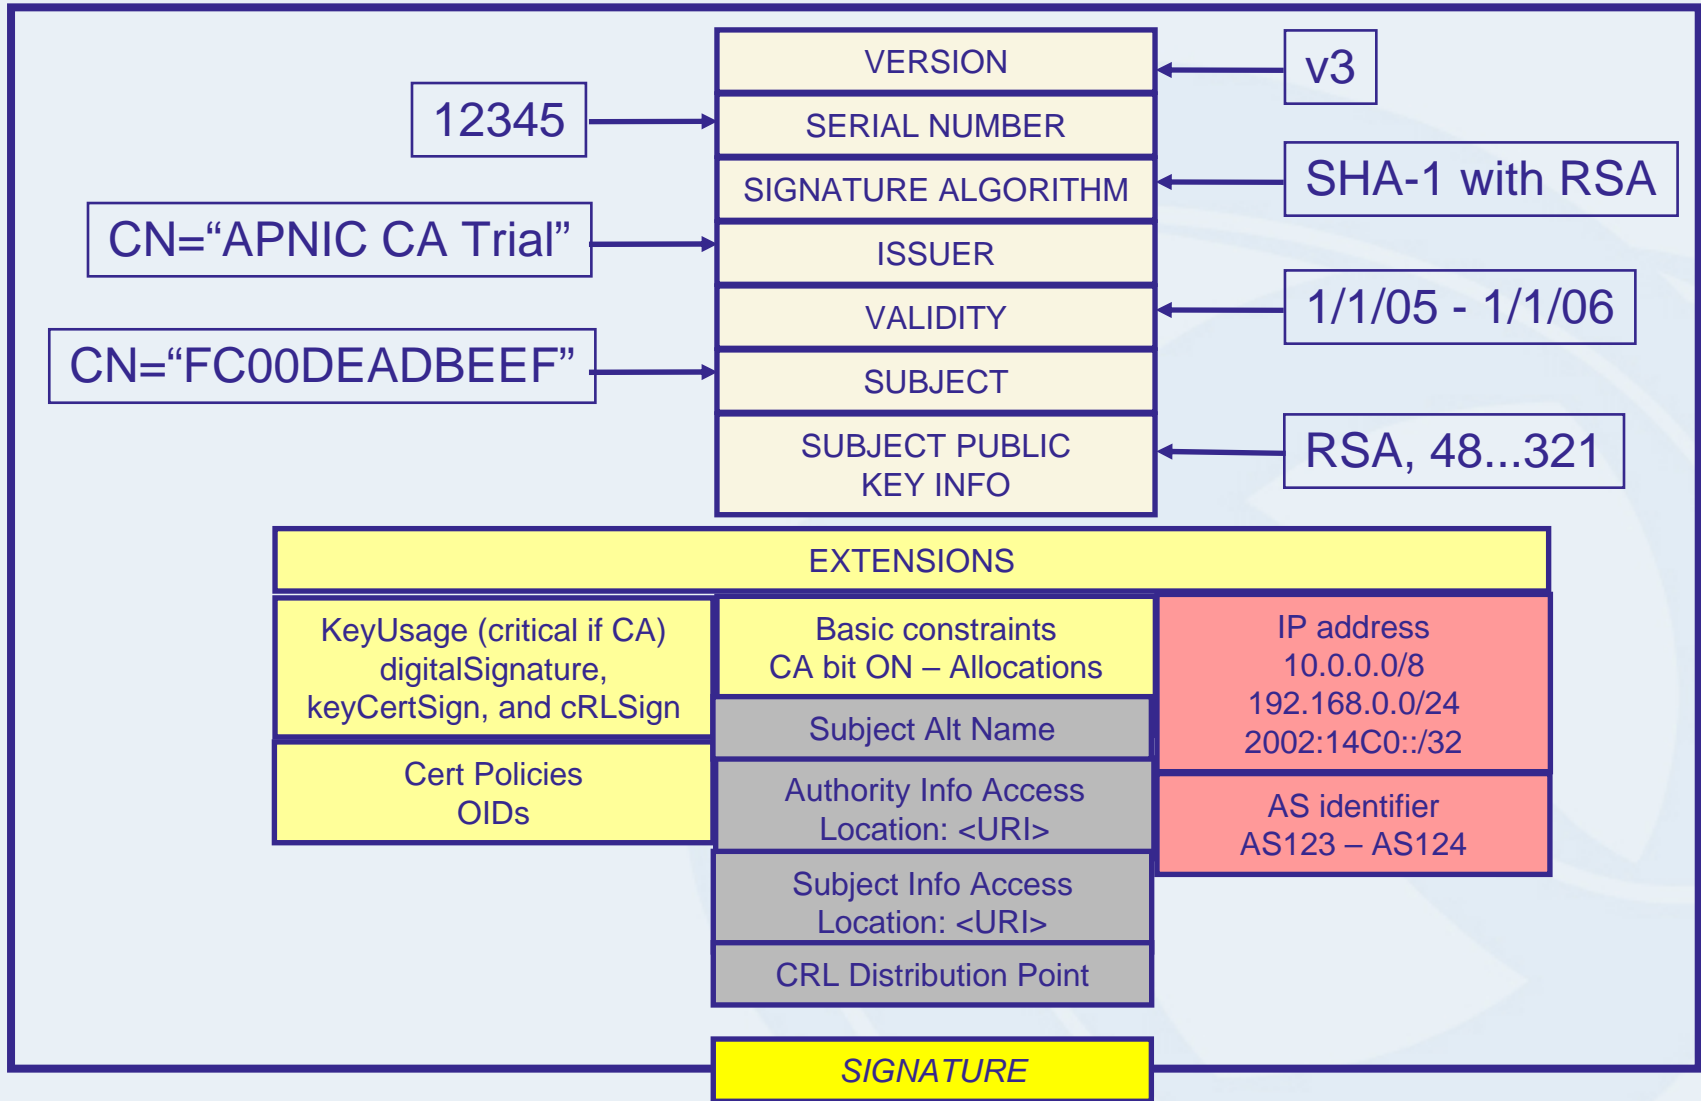 VERSION
v3
12345
SERIAL NUMBER
SIGNATURE ALGORITHM
SHA-1 with RSA
CN=“APNIC CA Trial”
ISSUER
VALIDITY
1/1/05 - 1/1/06
CN=“FC00DEADBEEF”
SUBJECT
SUBJECT PUBLIC
KEY INFO
RSA, 48...321
EXTENSIONS
KeyUsage (critical if CA)
digitalSignature,
keyCertSign, and cRLSign
Cert Policies
OIDs
Basic constraints
CA bit ON – Allocations
Subject Alt Name
Authority Info Access
Location: <URI>
Subject Info Access
Location: <URI>
CRL Distribution Point
IP address
10.0.0.0/8
192.168.0.0/24
2002:14C0::/32
AS identifier
AS123 – AS124
SIGNATURE